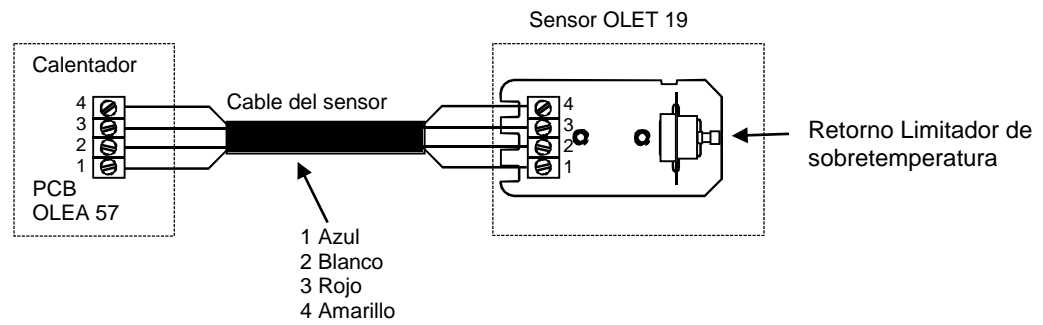 Sensor OLET 19
Calentador
4
3
2
1
PCB
OLEA 57
Cable del sensor
4
3
2
1
Retorno Limitador de
sobretemperatura
1 Azul
2 Blanco
3 Rojo
4 Amarillo